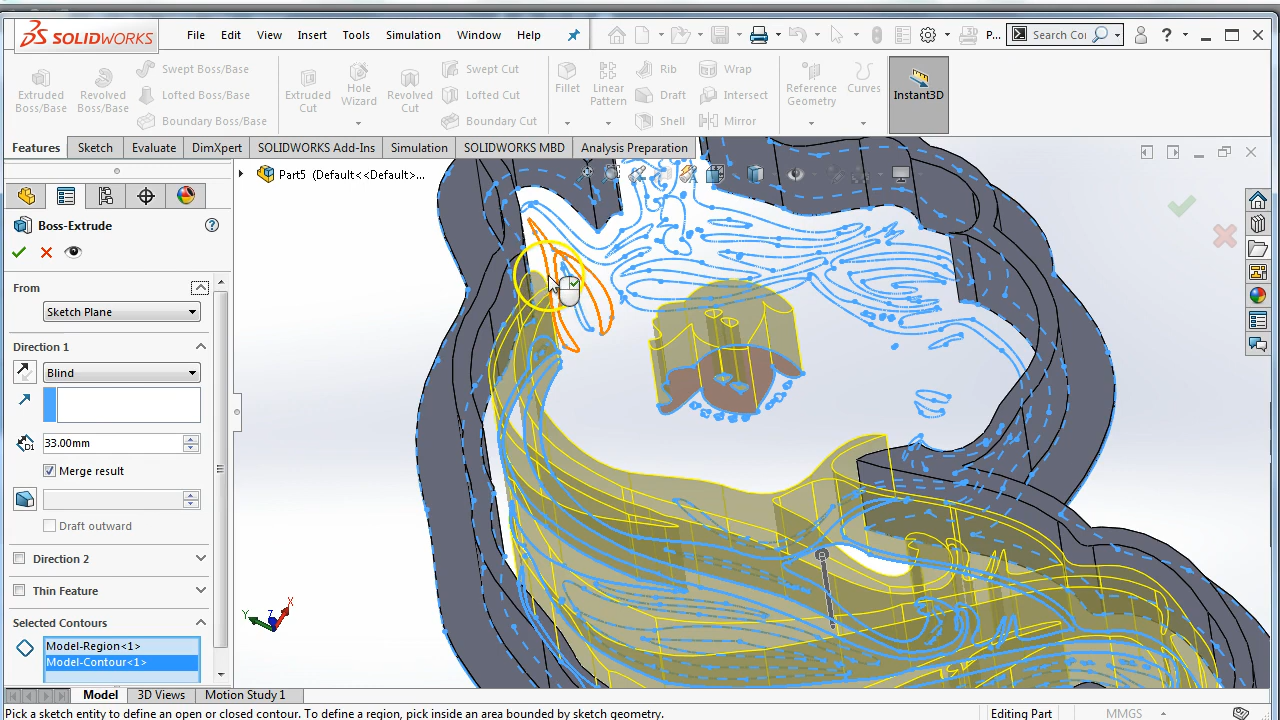 SOLIDWORKS
File Edit View Insert Tools Simulation Window Help
P...
Search Co
Extruded Boss/Base
Revolved Boss/Base
Swept Boss/Base
Lofted Boss/Base
Boundary Boss/Base
Extruded Cut
Hole Wizard
Revolved Cut
Swept Cut
Lofted Cut
Boundary Cut
Fillet
Linear Pattern
Rib
Draft
Shell
Wrap
Intersect
Mirror
Reference Geometry
Curves
Instant3D
Features Sketch Evaluate DimXpert SOLIDWORKS Add-Ins Simulation SOLIDWORKS MBD Analysis Preparation
Part5 (Default<<Default>...
Boss-Extrude
From
Sketch Plane
Direction 1
Blind
D1
33.00mm
Merge result
Draft outward
Direction 2
Thin Feature
Selected Contours
Model-Region<1>
Model-Contour<1>
Y Z X
Model 3D Views Motion Study 1
Pick a sketch entity to define an open or closed contour. To define a region, pick inside an area bounded by sketch geometry.
Editing Part
MMGS